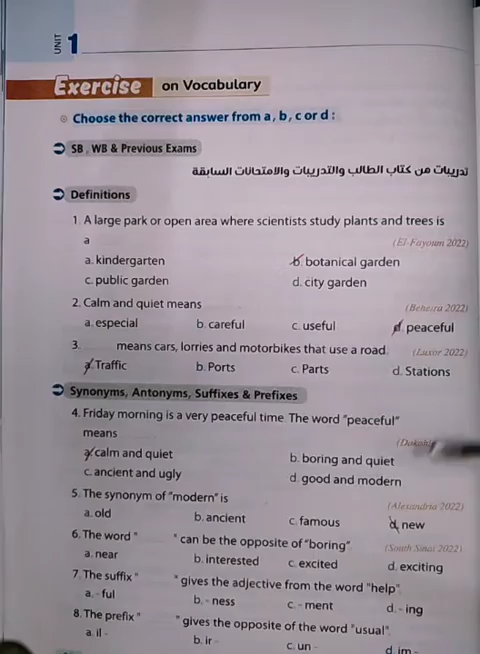 UNIT 1
Exercise on Vocabulary
Choose the correct answer from a, b, c or d :
SB , WB & Previous Exams
تدريبات من كتاب الطالب والتدريبات والامتحانات السابقة
Definitions
1. A large park or open area where scientists study plants and trees is
a
(El-Fayoum 2022)
a. kindergarten b. botanical garden
c. public garden d. city garden
2. Calm and quiet means
(Beheira 2022)
a. especial b. careful c. useful d. peaceful
3. means cars, lorries and motorbikes that use a road.
(Luxor 2022)
a. Traffic b. Ports c. Parts d. Stations
Synonyms, Antonyms, Suffixes & Prefixes
4. Friday morning is a very peaceful time. The word "peaceful"
means
a. calm and quiet b. boring and quiet
c. ancient and ugly d. good and modern
5. The synonym of "modern" is
(Alexandria 2022)
a. old b. ancient c. famous d. new
6. The word " " can be the opposite of "boring".
(South Sinai 2022)
a. near b. interested c. excited d. exciting
7. The suffix " " gives the adjective from the word "help".
a. - ful b. - ness c. - ment d. - ing
8. The prefix " " gives the opposite of the word "usual".
a. il - b. ir - c. un - d. im -